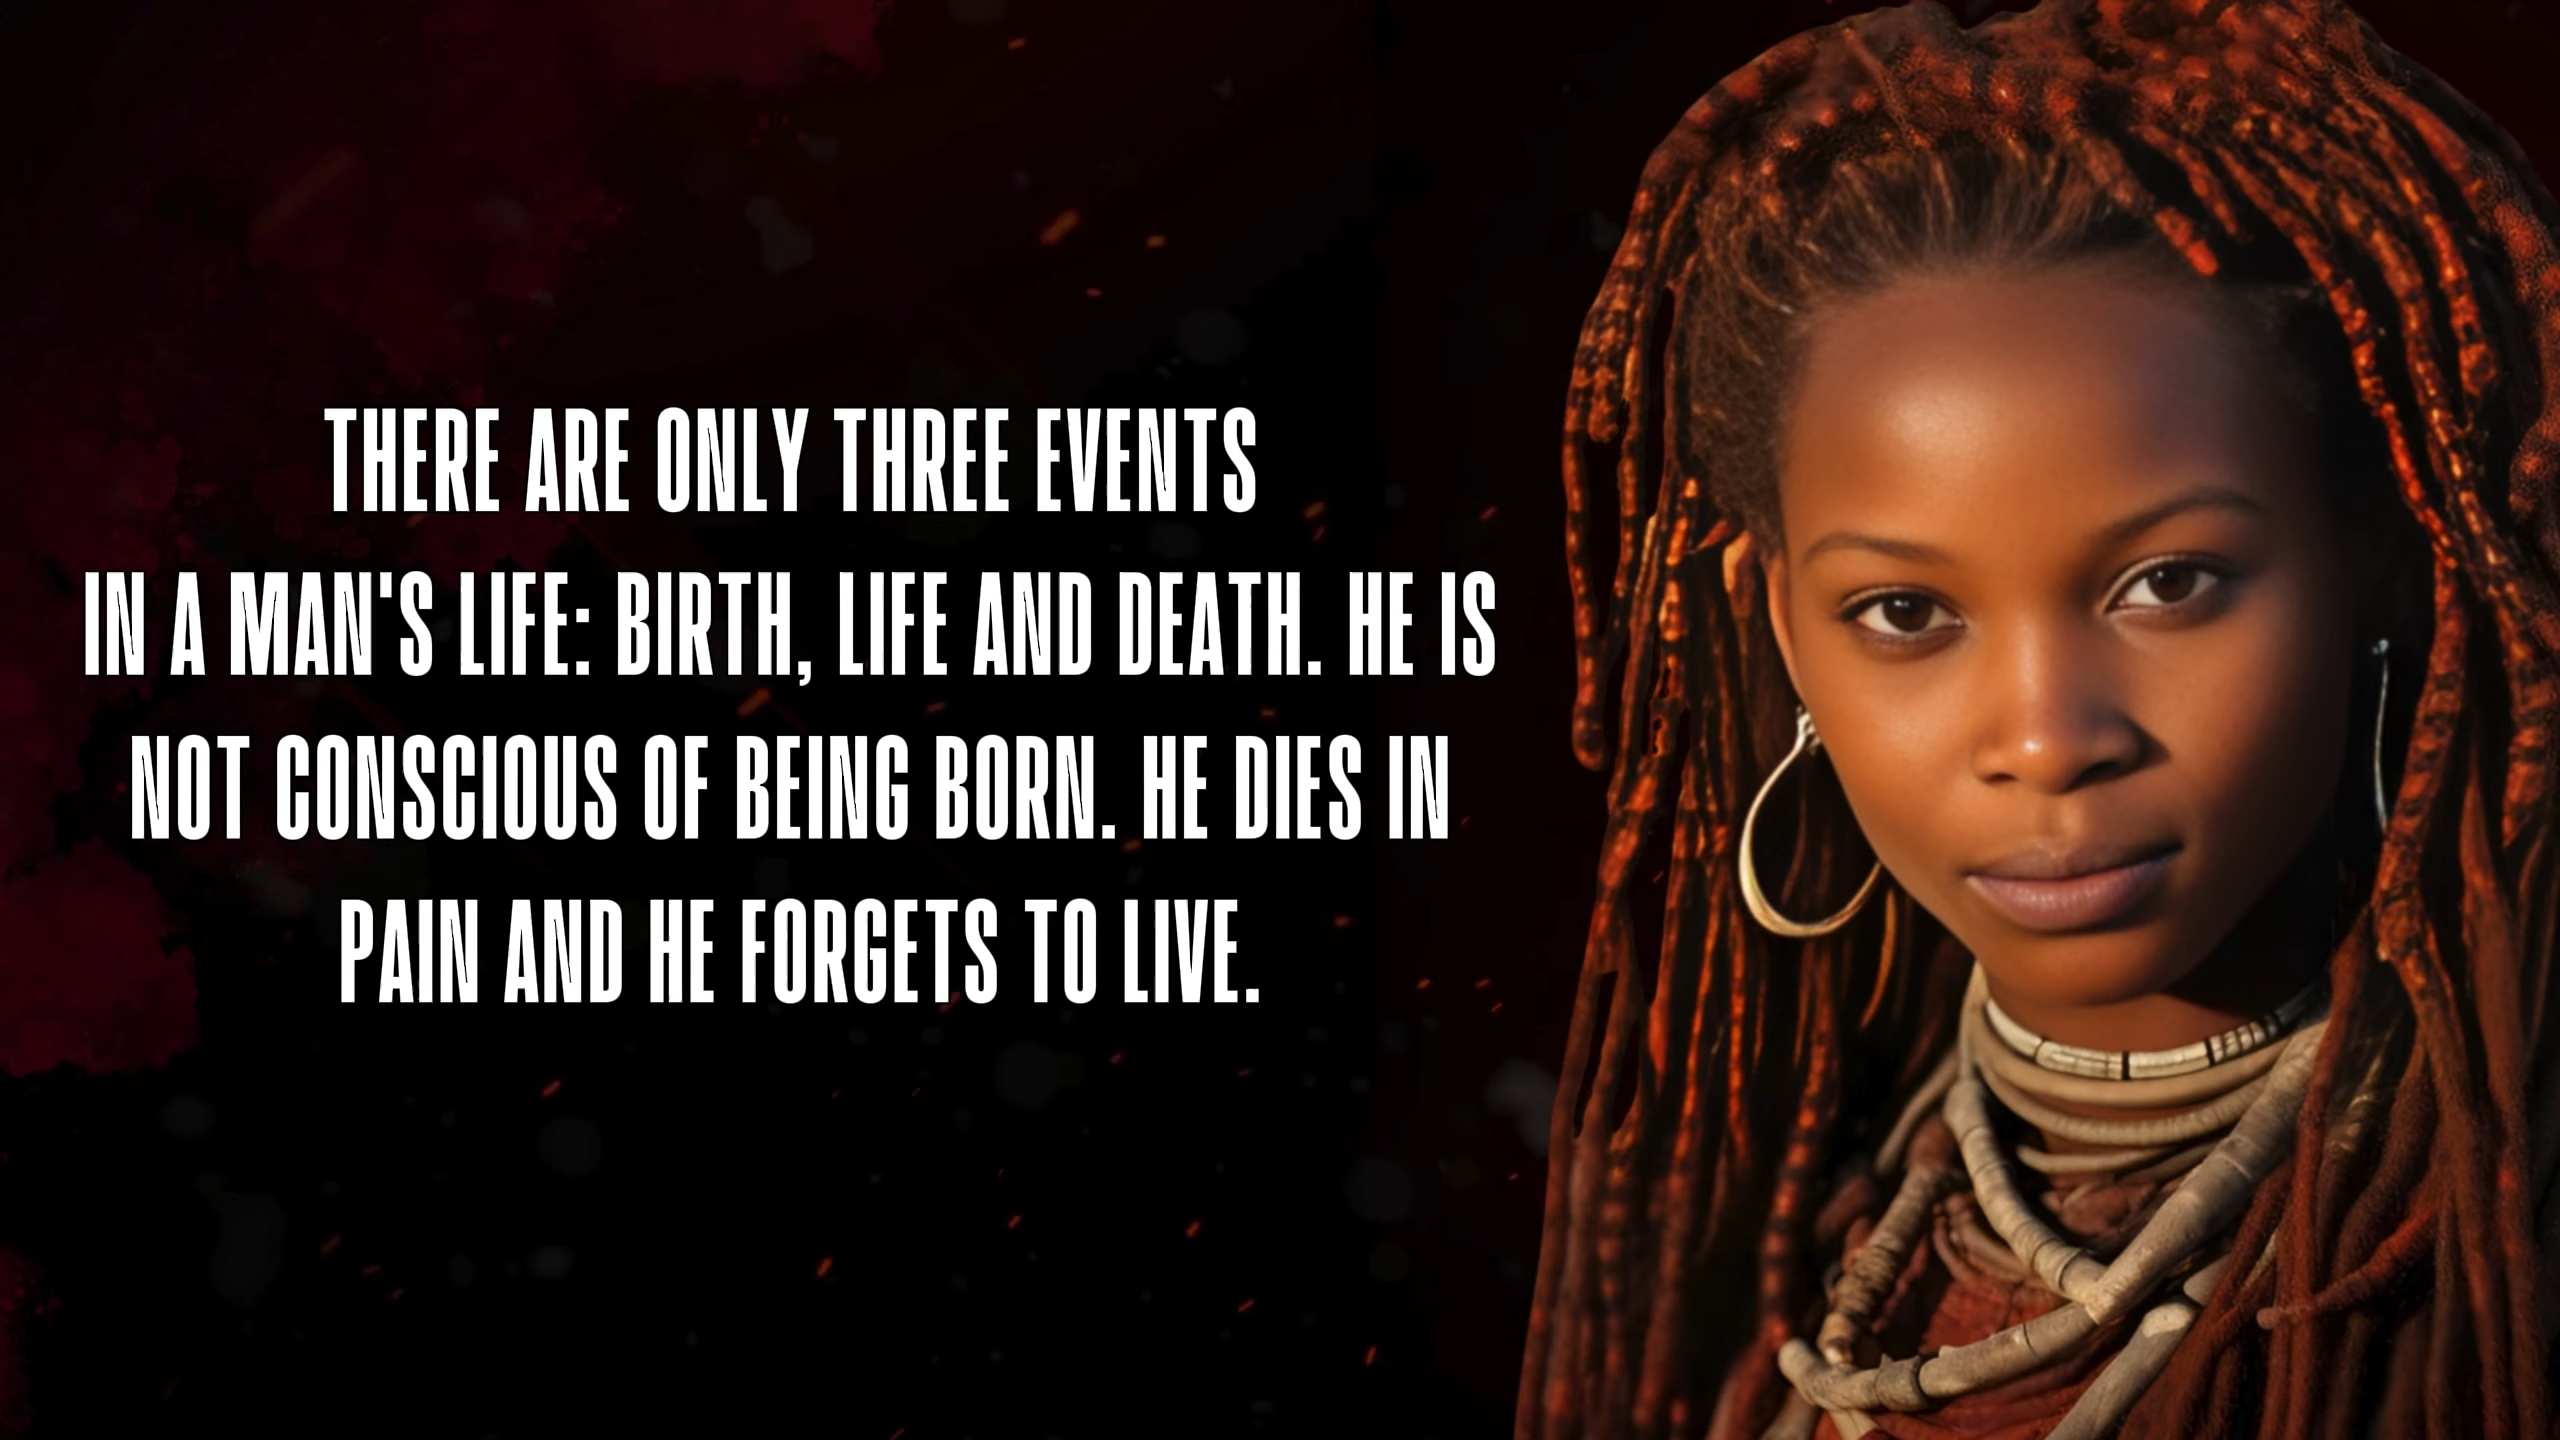 THERE ARE ONLY THREE EVENTS
IN A MAN'S LIFE: BIRTH, LIFE AND DEATH. HE IS
NOT CONSCIOUS OF BEING BORN. HE DIES IN
PAIN AND HE FORGETS TO LIVE.